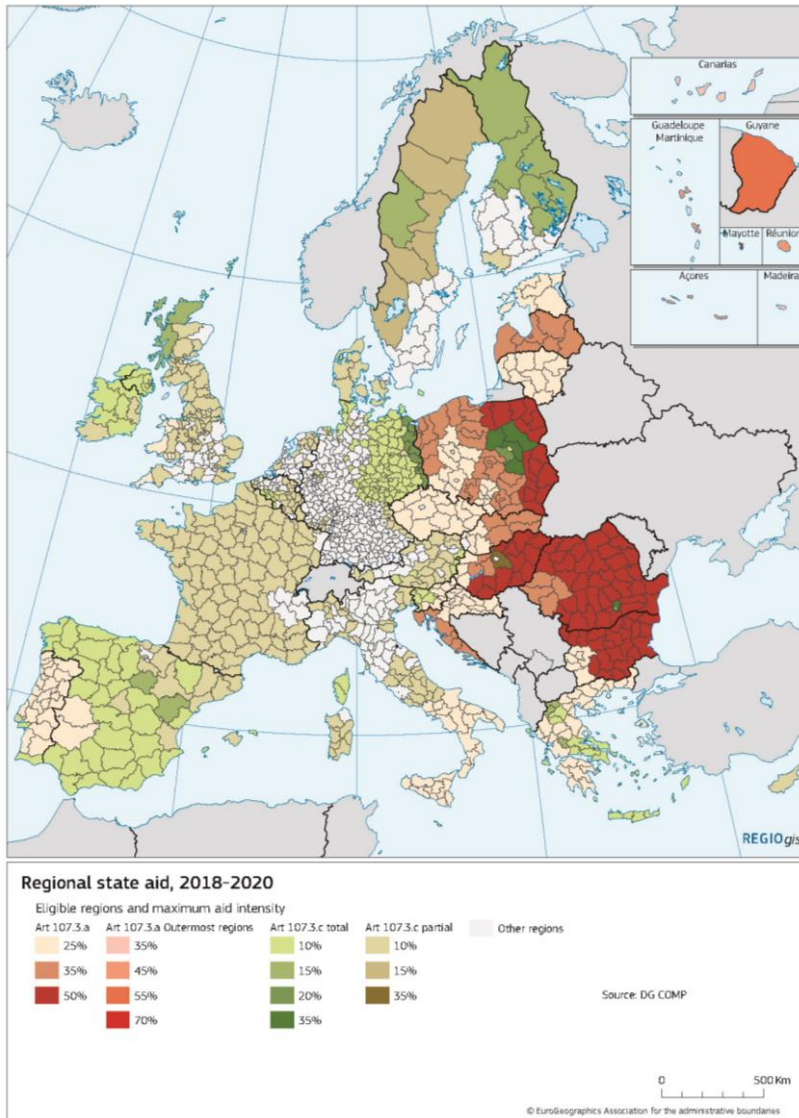 Canarias
Guadeloupe
Martinique
Guyane
Mayotte
Réunion
Açores
Madeira
REGIOgis
Regional state aid, 2018-2020
Eligible regions and maximum aid intensity
Art 107.3.a Art 107.3.a Outermost regions Art 107.3.c total Art 107.3.c partial Other regions
25% 35% 10% 10%
35% 45% 15% 15%
50% 55% 20% 35%
70% 35%
Source: DG COMP
0 500 Km
© EuroGeographics Association for the administrative boundaries